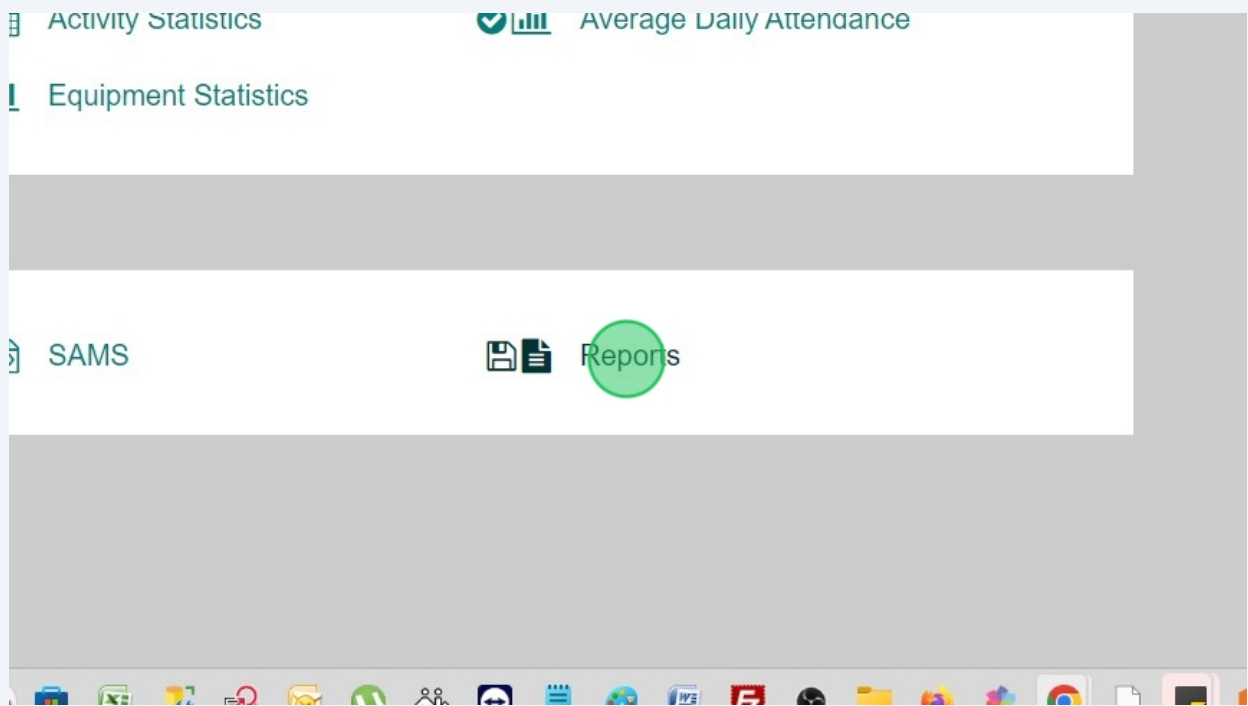 Activity Statistics
Average Daily Attendance
Equipment Statistics
SAMS
Reports